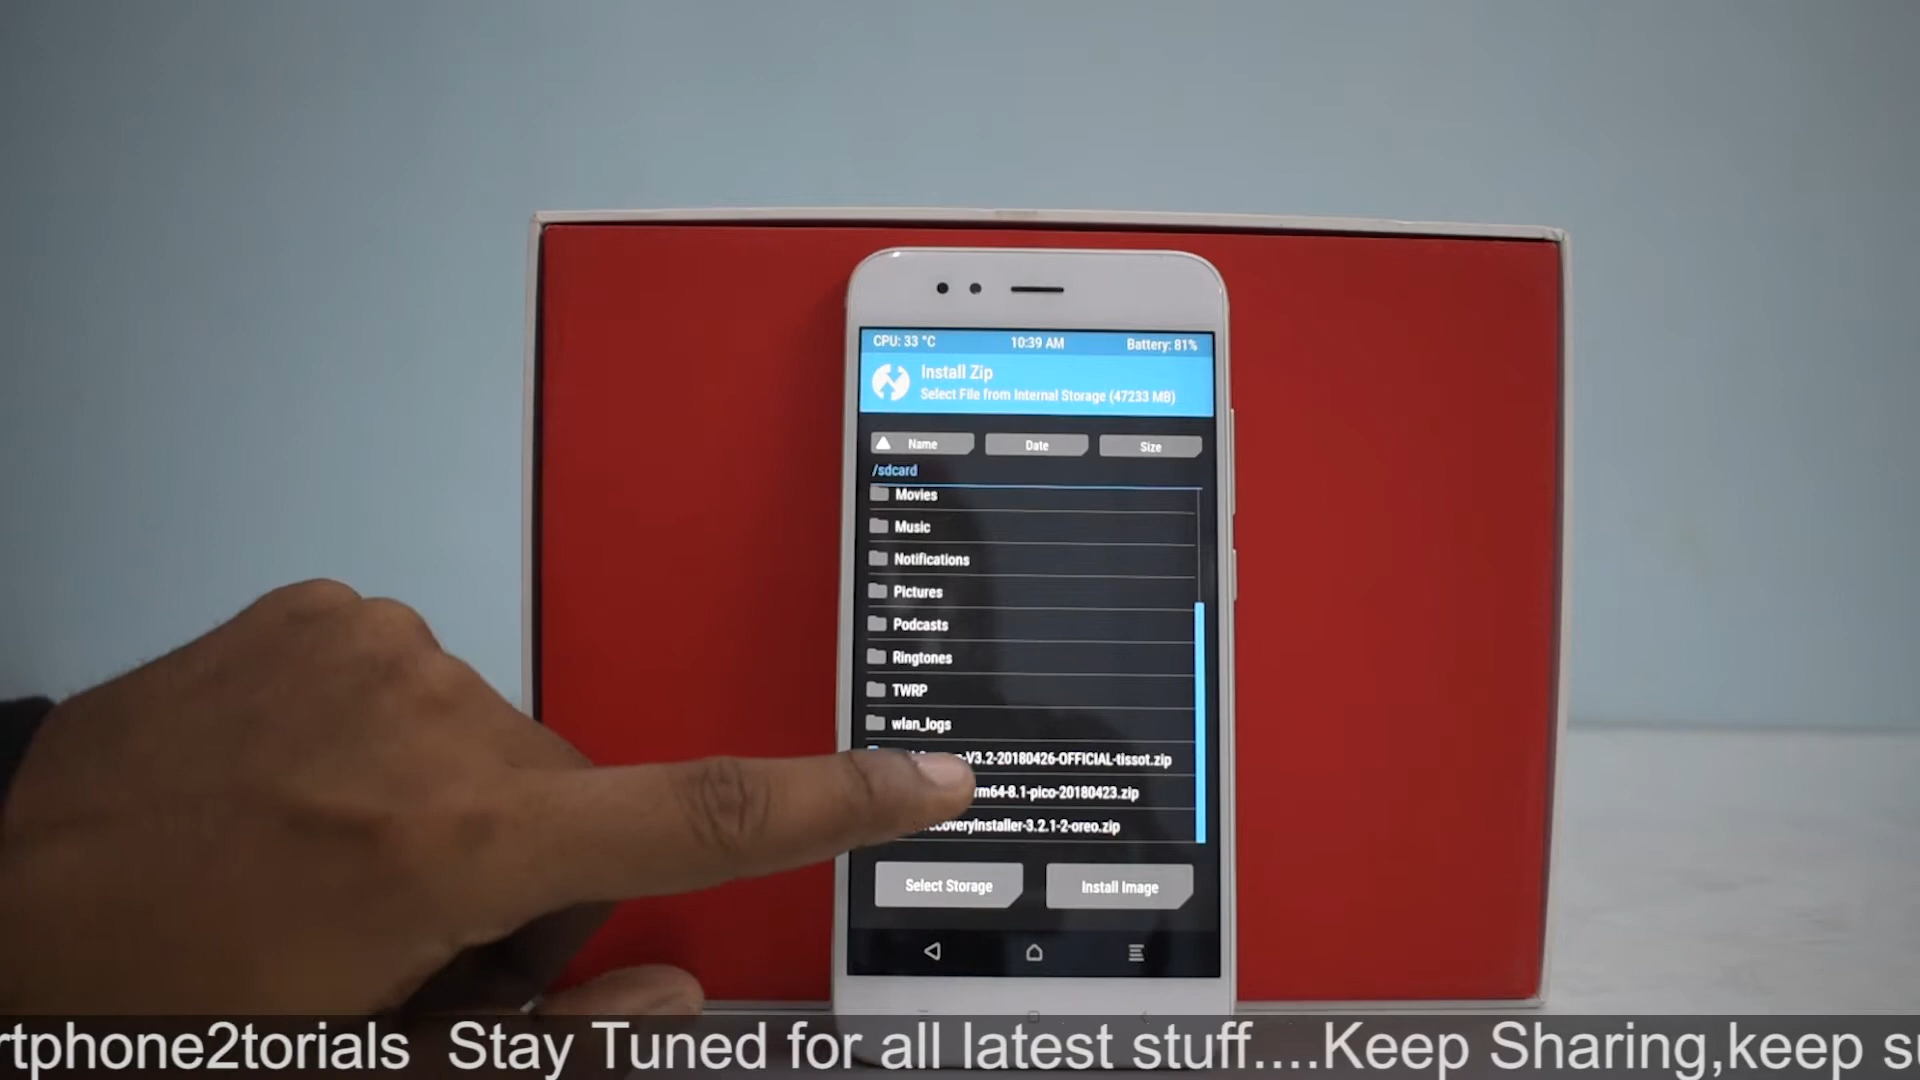 CPU: 33 °C 10:39 AM Battery: 81%
Install Zip
Select File from Internal Storage (47233 MB)
Name Date Size
/sdcard
Movies
Music
Notifications
Pictures
Podcasts
Ringtones
TWRP
wlan_logs
-V3.2-20180426-OFFICIAL-tissot.zip
rm64-8.1-pico-20180423.zip
coveryInstaller-3.2.1-2-oreo.zip
Select Storage Install Image
rtphone2torials Stay Tuned for all latest stuff....Keep Sharing,keep su